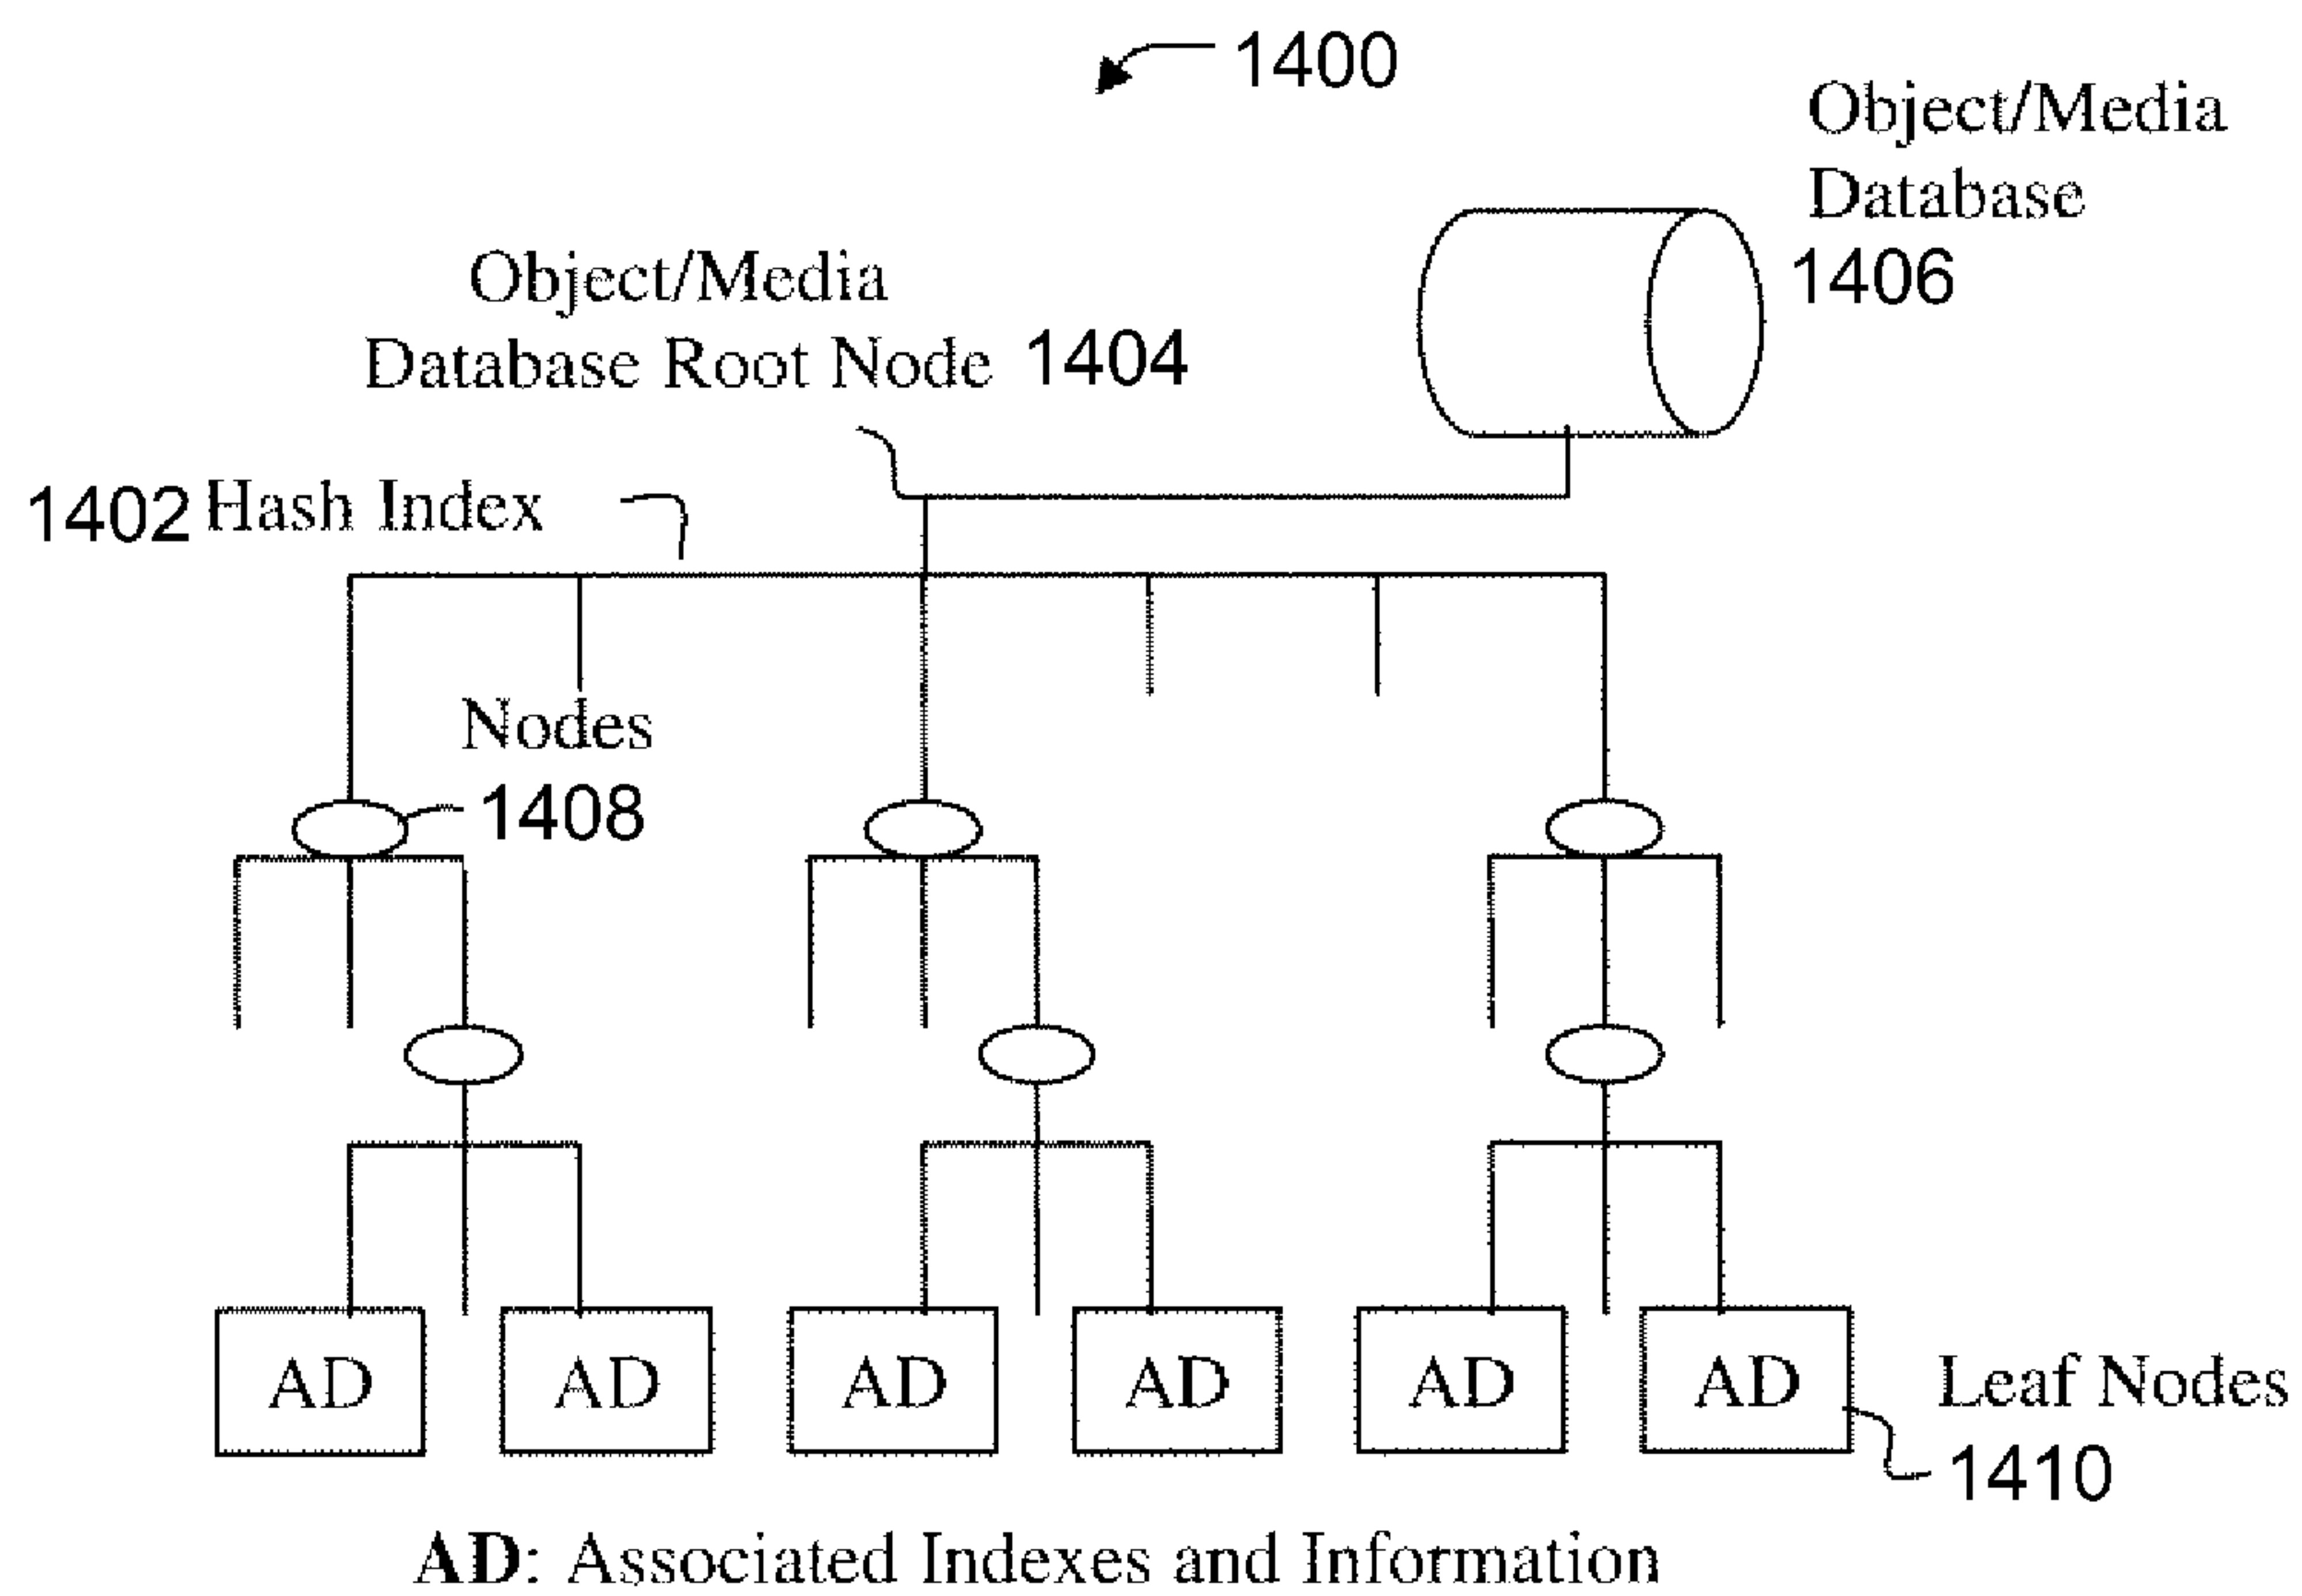 1400
Object/Media
Database
1406
Object/Media
Database Root Node 1404
1402 Hash Index
Nodes
1408
AD AD AD AD AD AD
Leaf Nodes
1410
AD: Associated Indexes and Information